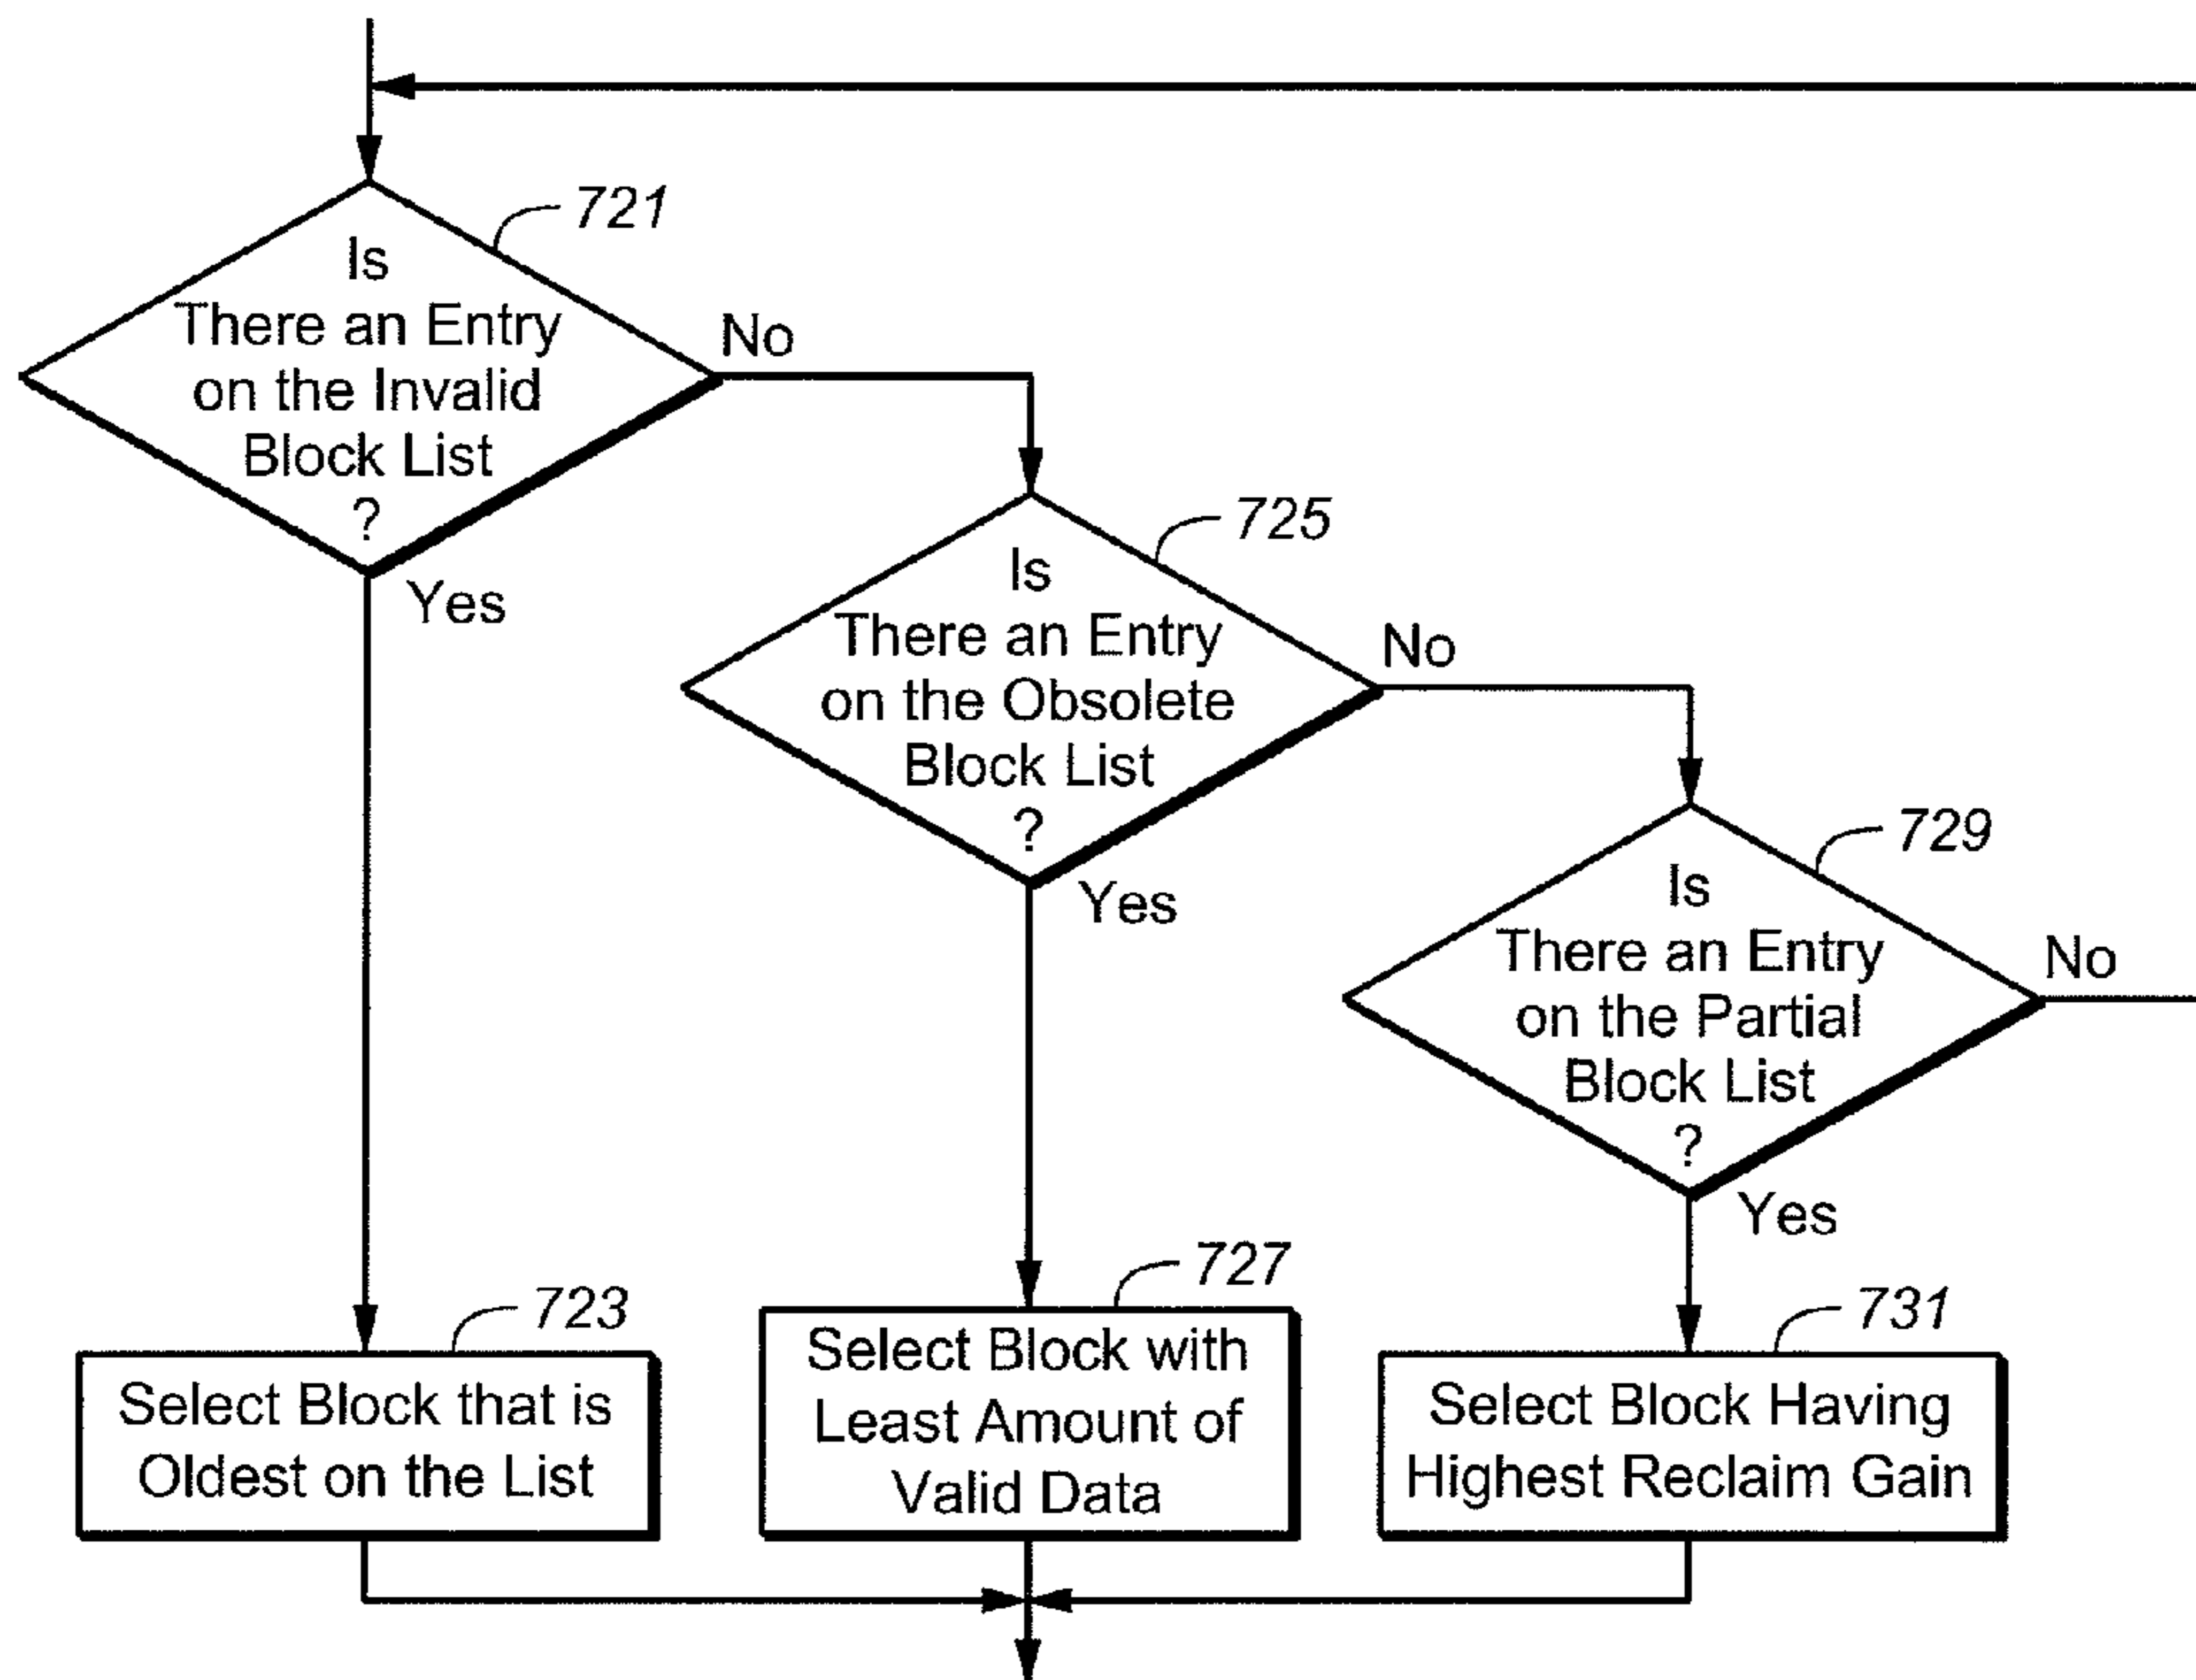 721
Is
There an Entry
on the Invalid
Block List
?
No
Yes
725
Is
There an Entry
on the Obsolete
Block List
?
No
Yes
729
Is
There an Entry
on the Partial
Block List
?
No
Yes
723
Select Block that is
Oldest on the List
727
Select Block with
Least Amount of
Valid Data
731
Select Block Having
Highest Reclaim Gain